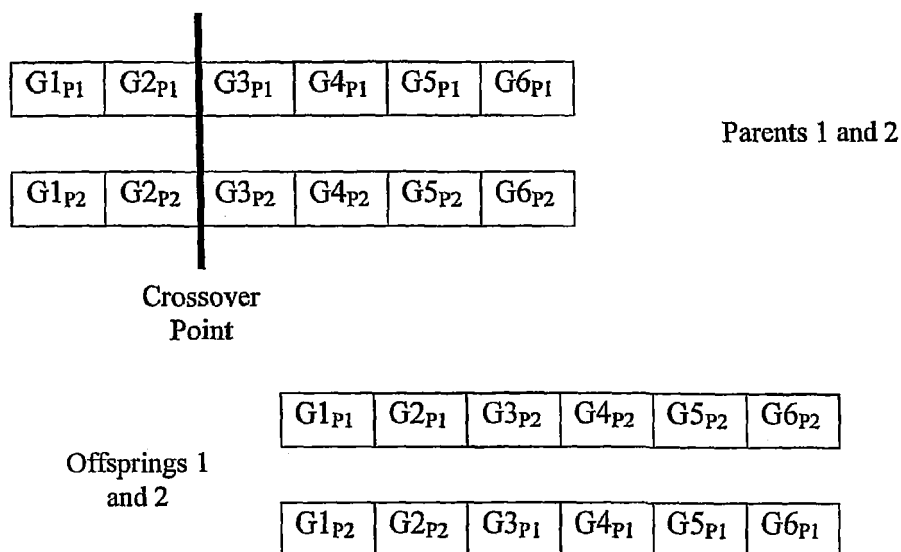 G1P1 G2P1 G3P1 G4P1 G5P1 G6P1
Parents 1 and 2
G1P2 G2P2 G3P2 G4P2 G5P2 G6P2
Crossover
Point
G1P1 G2P1 G3P2 G4P2 G5P2 G6P2
Offsprings 1
and 2
G1P2 G2P2 G3P1 G4P1 G5P1 G6P1